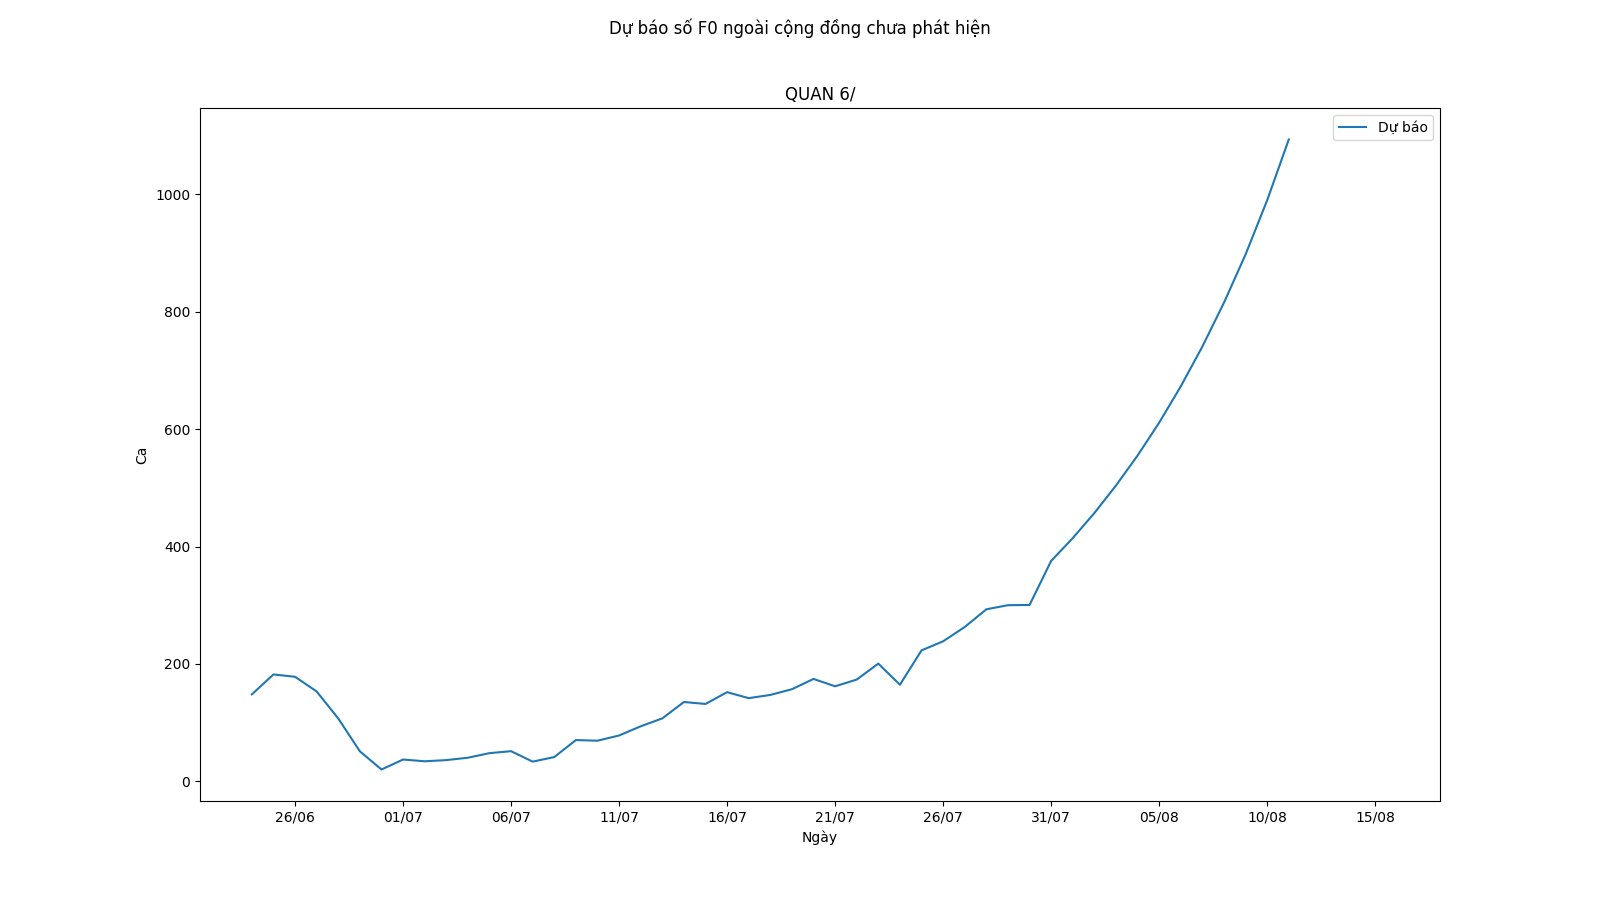 Dự báo số F0 ngoài cộng đồng chưa phát hiện
QUAN 6/
Dự báo
1000
800
600
400
200
0
Ca
26/06 01/07 06/07 11/07 16/07 21/07 26/07 31/07 05/08 10/08 15/08
Ngày